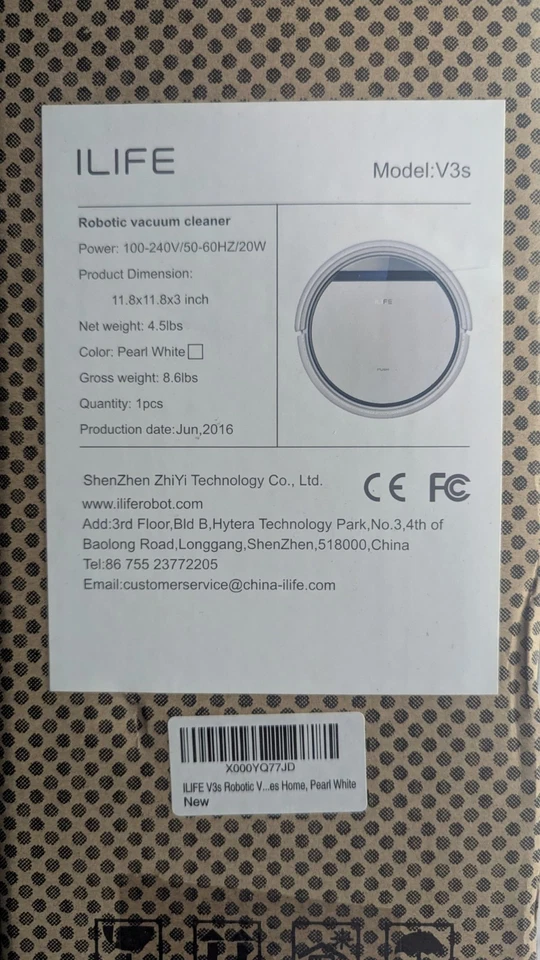 ILIFE
Model:V3s
Robotic vacuum cleaner
Power: 100-240V/50-60HZ/20W
Product Dimension:
11.8x11.8x3 inch
Net weight: 4.5lbs
Color: Pearl White
Gross weight: 8.6lbs
Quantity: 1pcs
Production date:Jun,2016
ILIFE
ShenZhen ZhiYi Technology Co., Ltd.
CE FC
www.iliferobot.com
Add:3rd Floor,Bld B,Hytera Technology Park,No.3,4th of
Baolong Road,Longgang,ShenZhen,518000,China
Tel:86 755 23772205
Email:customerservice@china-ilife.com
X000YQ77JD
ILIFE V3s Robotic V...es Home, Pearl White
New